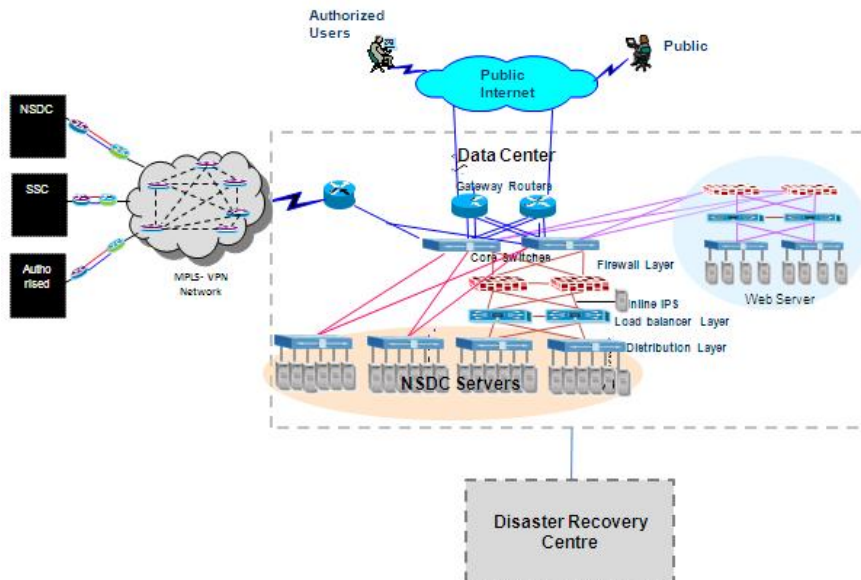 Authorized
Users
Public
Public
Internet
NSDC
SSC
Autho
rised
MPLS- VPN
Network
Data Center
Gateway Routers
Core Switches
Firewall Layer
Inline IPS
Load balancer Layer
Distribution Layer
Web Server
NSDC Servers
Disaster Recovery
Centre